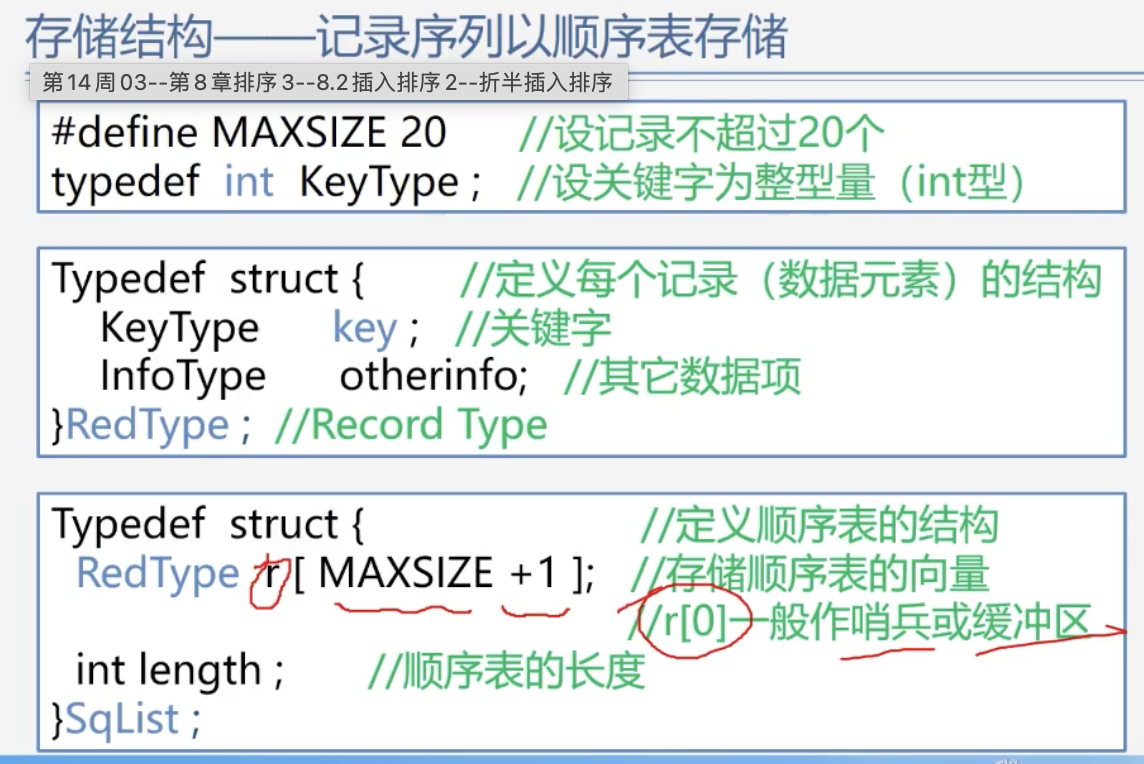 存储结构——记录序列以顺序表存储
第14周03--第8章排序3--8.2插入排序2--折半插入排序
#define MAXSIZE 20 //设记录不超过20个
typedef int KeyType ; //设关键字为整型量（int型）
Typedef struct { //定义每个记录（数据元素）的结构
KeyType key ; //关键字
InfoType otherinfo; //其它数据项
}RedType ; //Record Type
Typedef struct { //定义顺序表的结构
RedType r [ MAXSIZE +1 ]; //存储顺序表的向量
//r[0]一般作哨兵或缓冲区
int length ; //顺序表的长度
}SqList ;